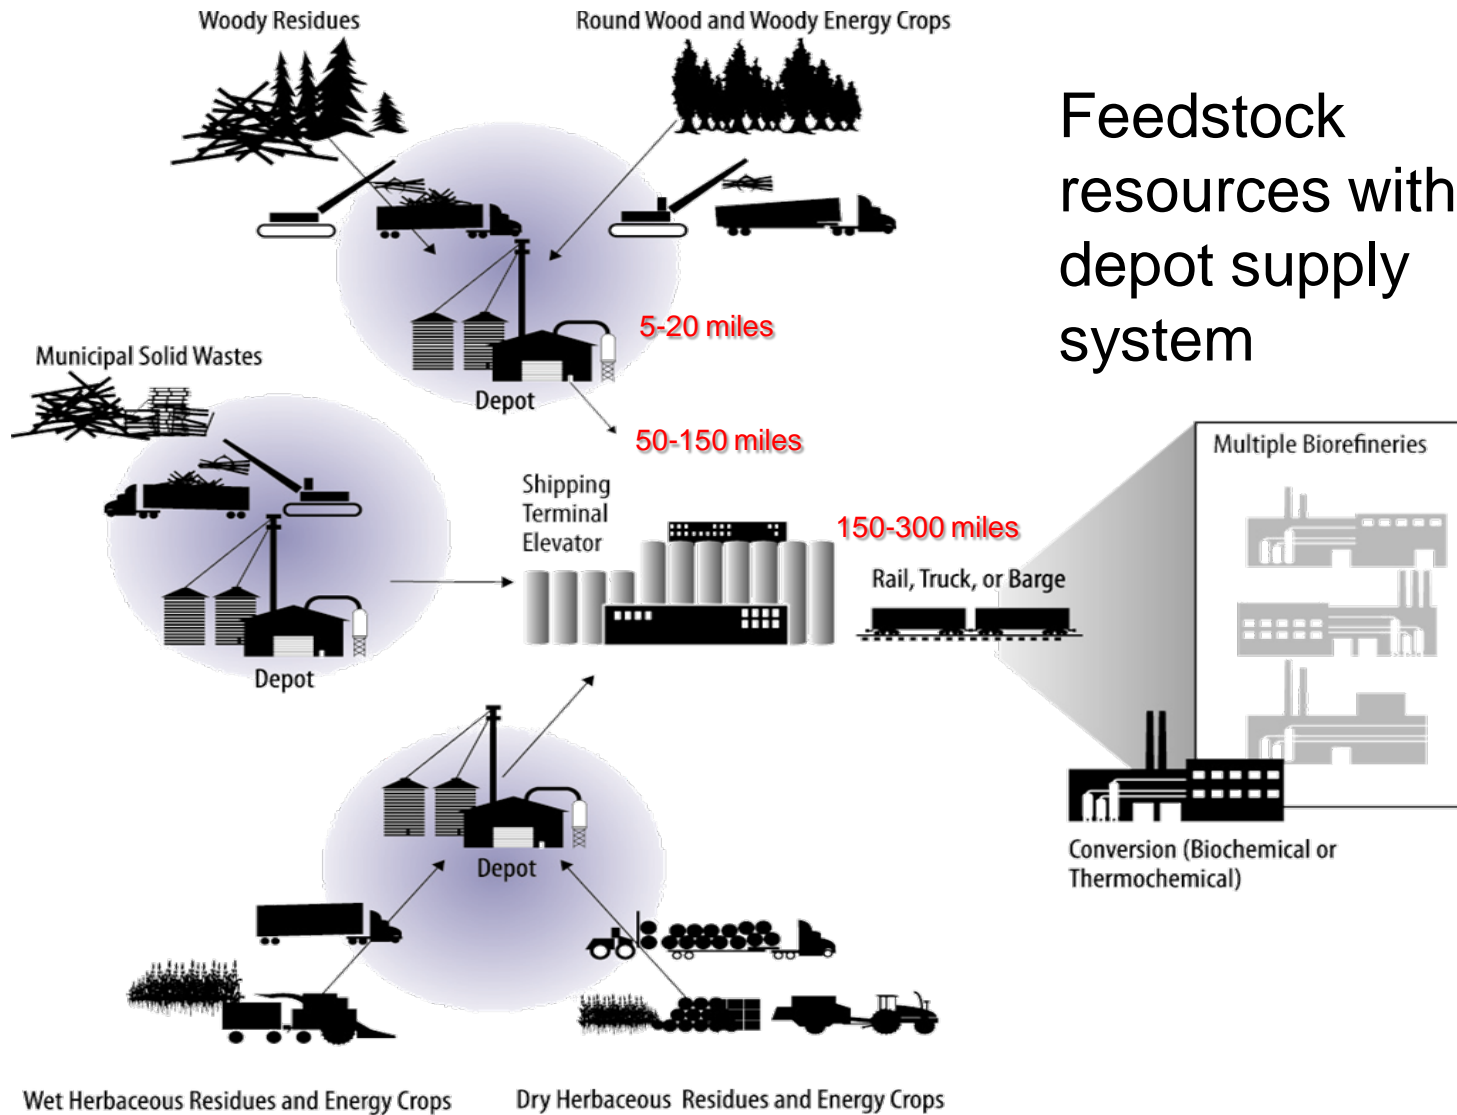 Woody Residues
Round Wood and Woody Energy Crops
Feedstock
resources with
depot supply
system
5-20 miles
Municipal Solid Wastes
Depot
50-150 miles
Multiple Biorefineries
Shipping
Terminal
Elevator
150-300 miles
Rail, Truck, or Barge
Depot
Conversion (Biochemical or
Thermochemical)
Depot
Wet Herbaceous Residues and Energy Crops
Dry Herbaceous Residues and Energy Crops